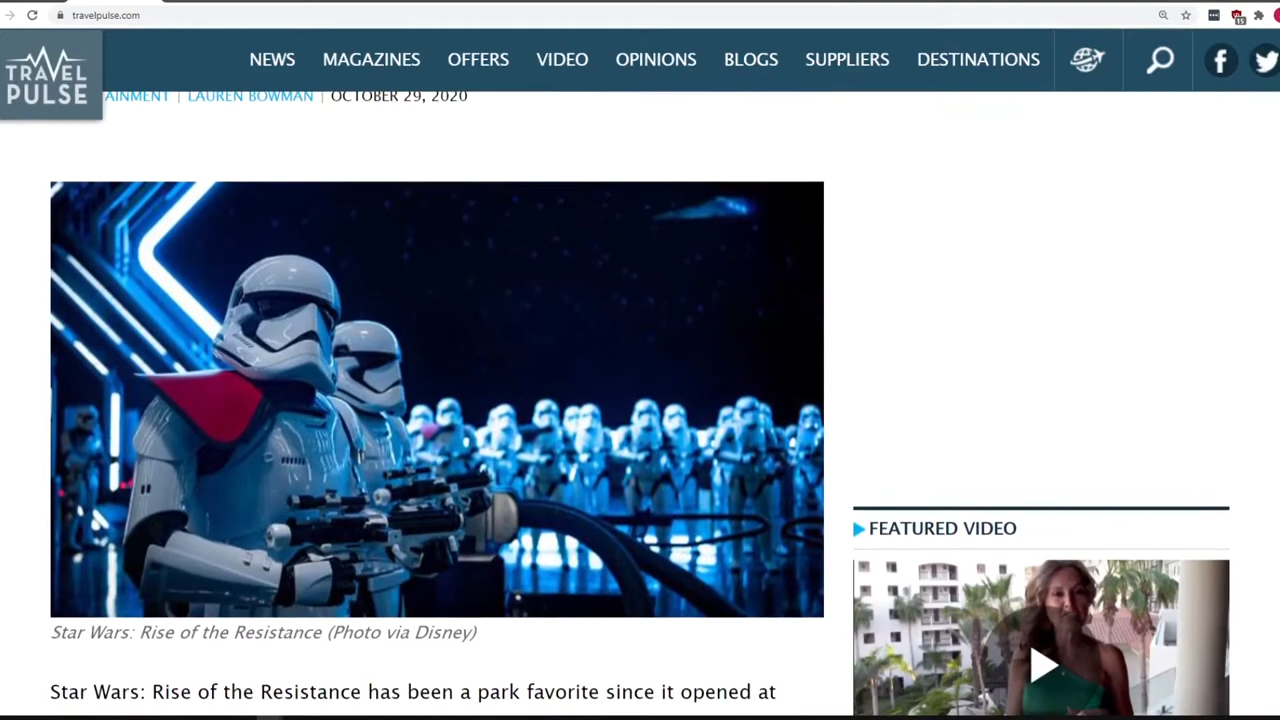 travelpulse.com
15
TRAVEL
PULSE
NEWS
MAGAZINES
OFFERS
VIDEO
OPINIONS
BLOGS
SUPPLIERS
DESTINATIONS
AINMENT | LAUREN BOWMAN | OCTOBER 29, 2020
Star Wars: Rise of the Resistance (Photo via Disney)
FEATURED VIDEO
Star Wars: Rise of the Resistance has been a park favorite since it opened at